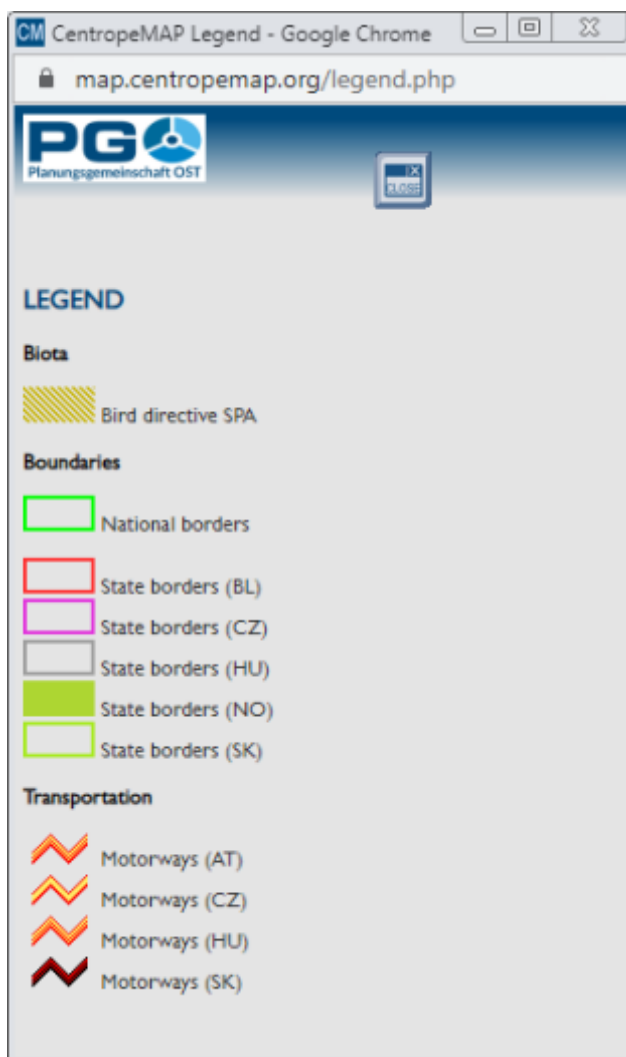 CM CentropeMAP Legend - Google Chrome
map.centropemap.org/legend.php
PGO
Planungsgemeinschaft OST
CLOSE
LEGEND
Biota
Bird directive SPA
Boundaries
National borders
State borders (BL)
State borders (CZ)
State borders (HU)
State borders (NO)
State borders (SK)
Transportation
Motorways (AT)
Motorways (CZ)
Motorways (HU)
Motorways (SK)